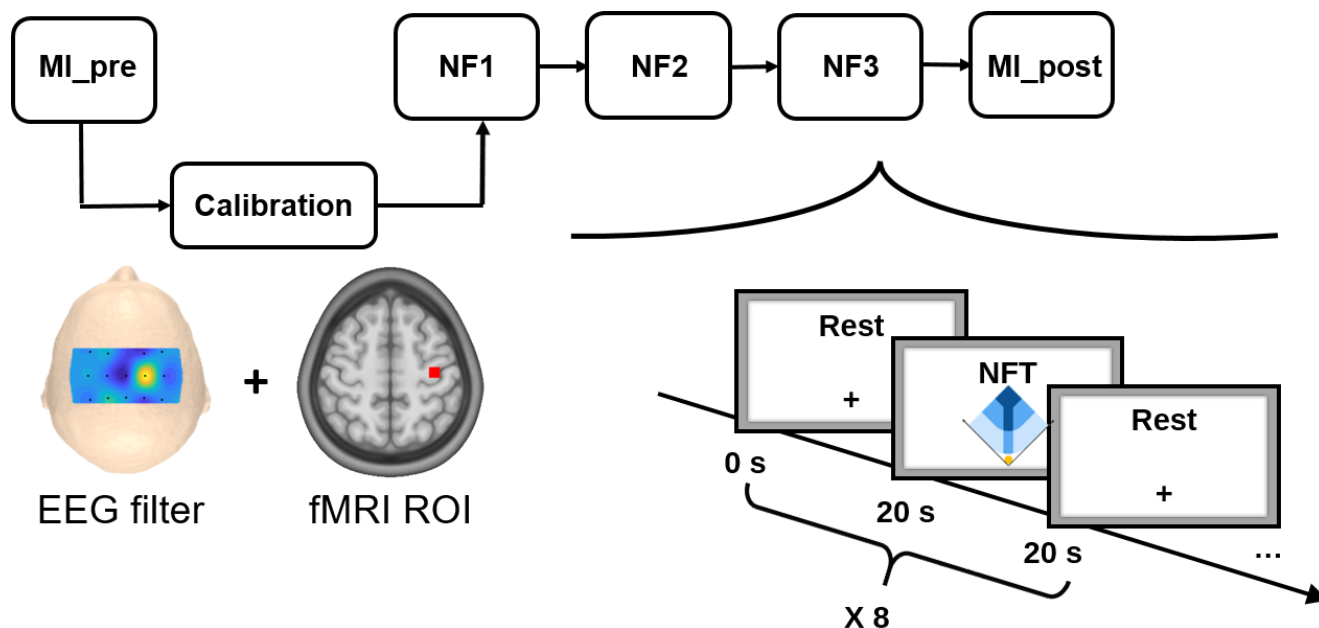 MI_pre
NF1
NF2
NF3
MI_post
Calibration
+
EEG filter
fMRI ROI
Rest
+
NFT
Rest
+
0 s
20 s
20 s
...
X 8